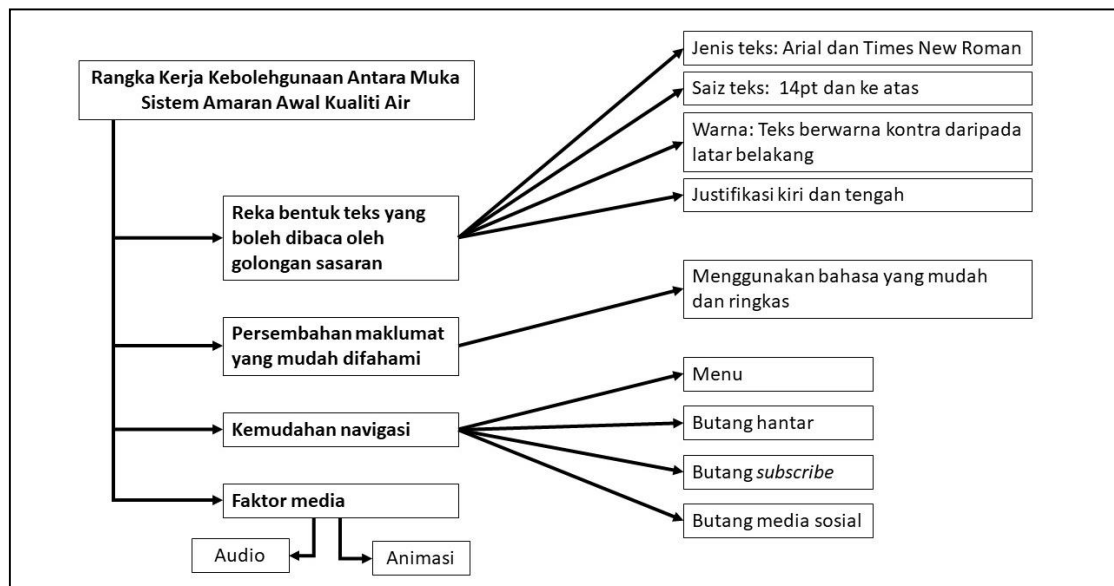 Rangka Kerja Kebolehgunaan Antara Muka
Sistem Amaran Awal Kualiti Air
Reka bentuk teks yang
boleh dibaca oleh
golongan sasaran
Jenis teks: Arial dan Times New Roman
Saiz teks:  14pt dan ke atas
Warna: Teks berwarna kontra daripada
latar belakang
Justifikasi kiri dan tengah
Persembahan maklumat
yang mudah difahami
Menggunakan bahasa yang mudah
dan ringkas
Kemudahan navigasi
Menu
Butang hantar
Butang subscribe
Butang media sosial
Faktor media
Audio
Animasi